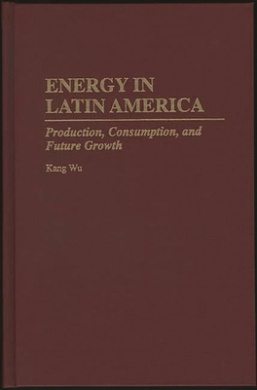 ENERGY IN
LATIN AMERICA
Production, Consumption, and
Future Growth
Kang Wu